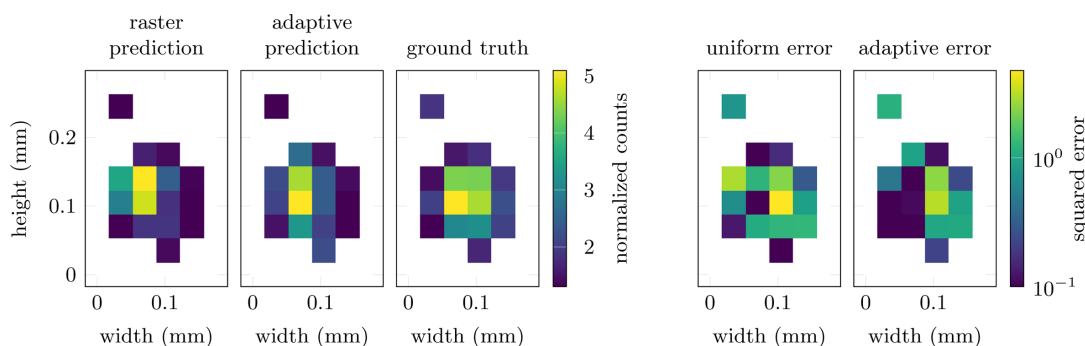 raster
prediction
adaptive
prediction
ground truth
uniform error
adaptive error
height (mm)
0.2
0.1
0
0
0.1
width (mm)
0
0.1
width (mm)
0
0.1
width (mm)
5
4
3
2
normalized counts
0
0.1
width (mm)
0
0.1
width (mm)
10⁰
10⁻¹
squared error